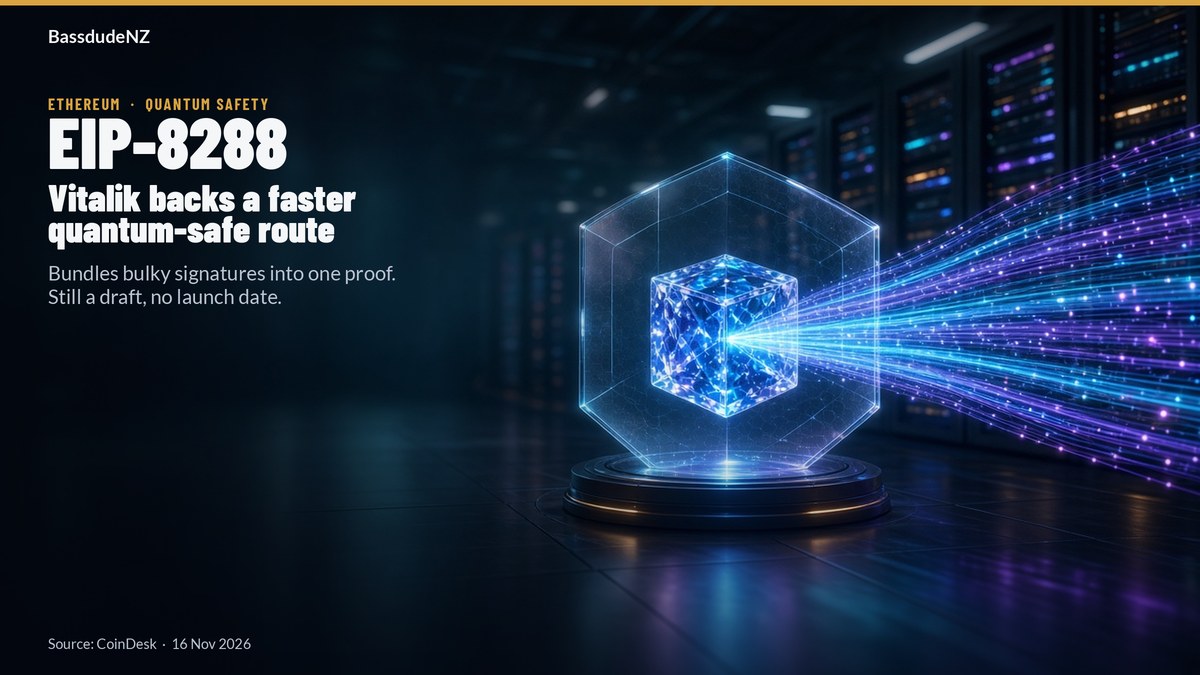 BassdudeNZ
ETHEREUM · QUANTUM SAFETY
EIP-8288
Vitalik backs a faster
quantum-safe route
Bundles bulky signatures into one proof.
Still a draft, no launch date.
Source: CoinDesk · 16 Nov 2026